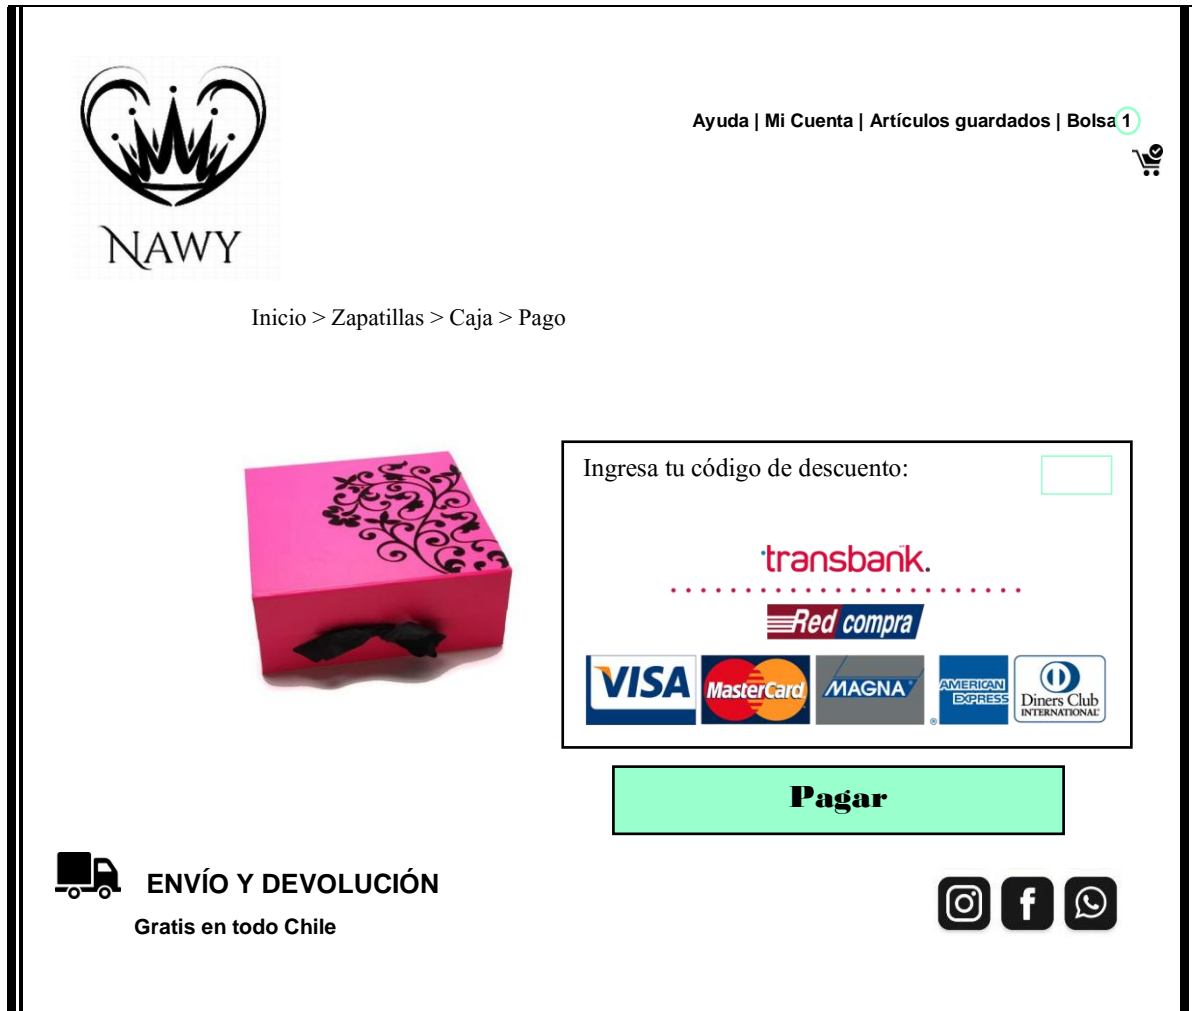 Ayuda | Mi Cuenta | Artículos guardados | Bolsa 1
NAWY
Inicio > Zapatillas > Caja > Pago
Ingresa tu código de descuento:
transbank.
Red compra
VISA MasterCard MAGNA AMERICAN EXPRESS Diners Club INTERNATIONAL
Pagar
ENVÍO Y DEVOLUCIÓN
Gratis en todo Chile